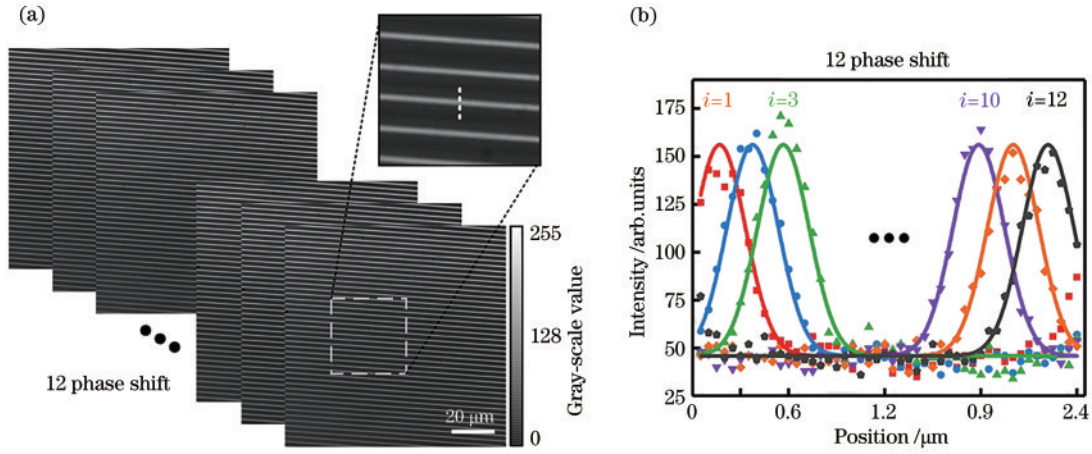 (a)
12 phase shift
20 μm
255
128
0
Gray-scale value
(b)
12 phase shift
i=1
i=3
i=10
i=12
175
150
125
100
75
50
25
Intensity /arb.units
0
0.6
1.2
0.9
2.4
Position /μm